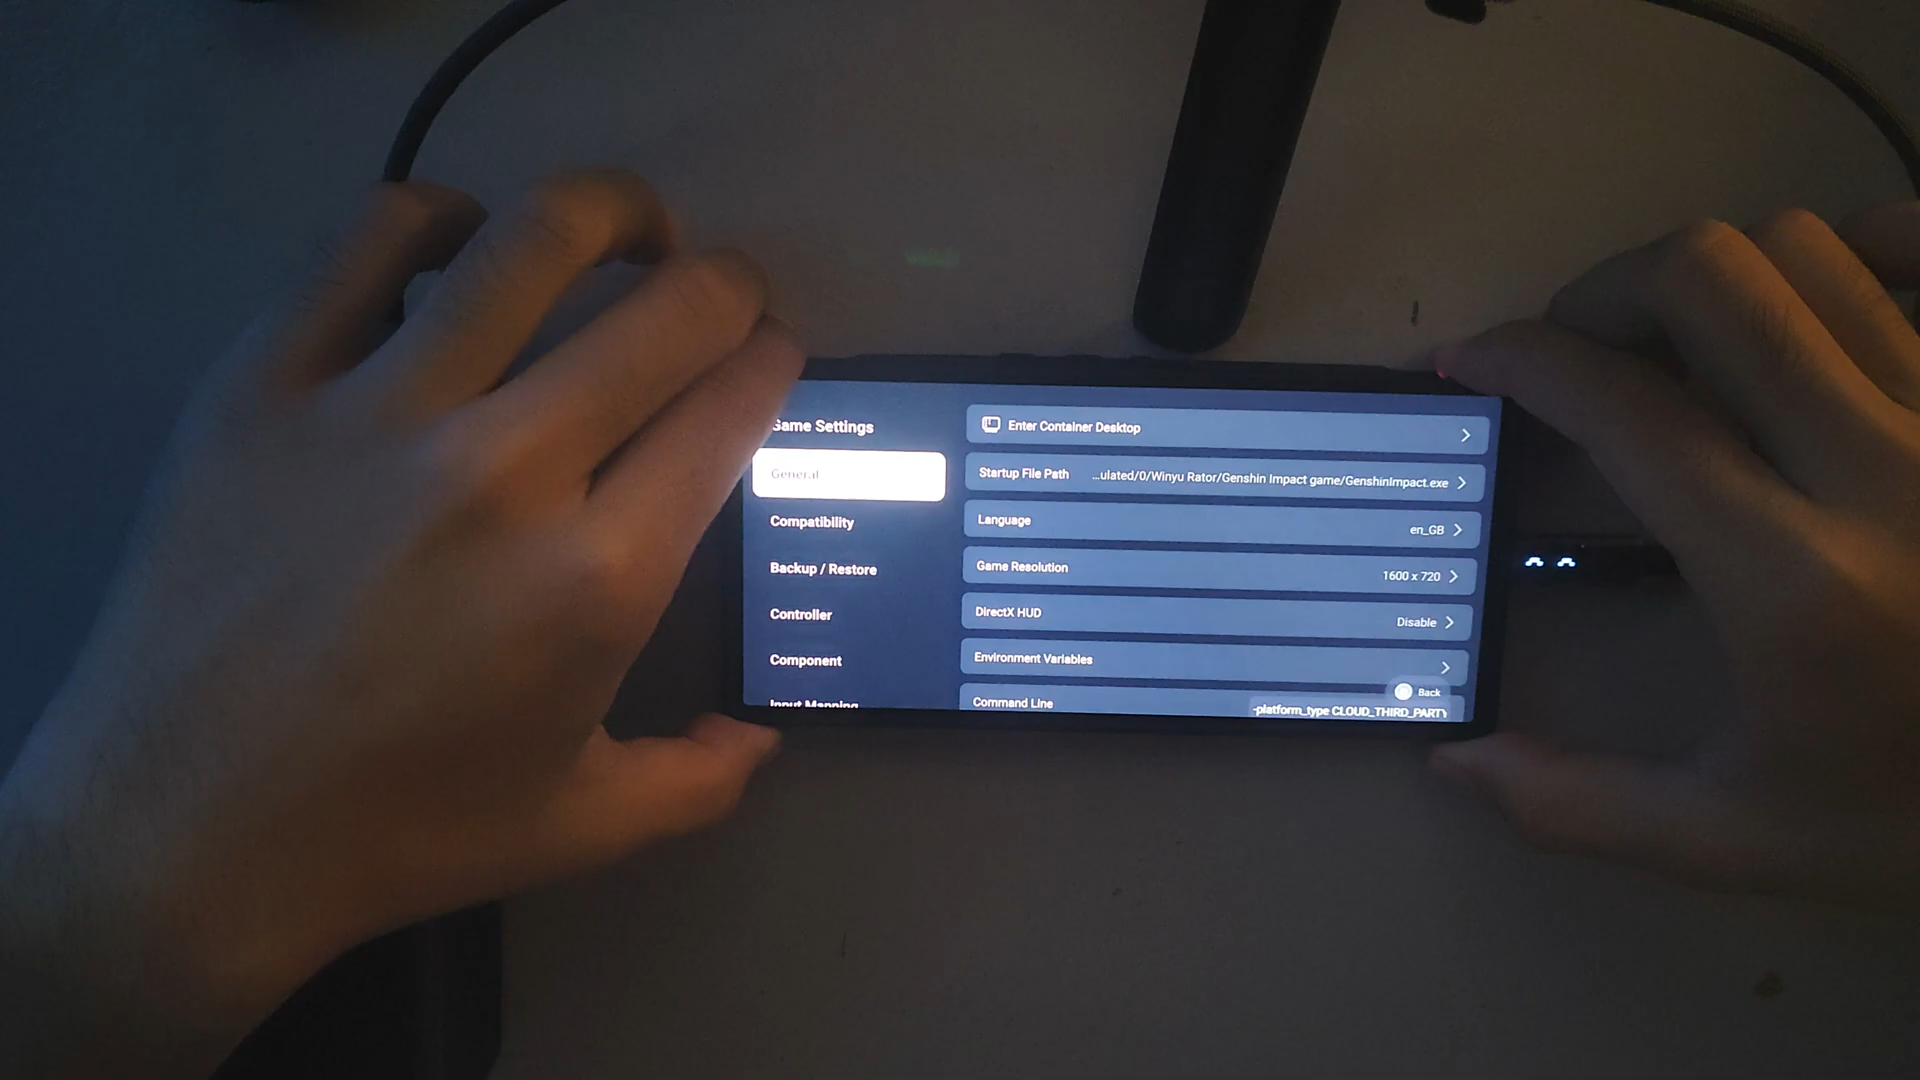 Game Settings
General
Compatibility
Backup / Restore
Controller
Component
Input Mapping
Enter Container Desktop
Startup File Path ...ulated/0/Winyu Rator/Genshin Impact game/GenshinImpact.exe
Language en_GB
Game Resolution 1600 x 720
DirectX HUD Disable
Environment Variables
Back
Command Line -platform_type CLOUD_THIRD_PARTY